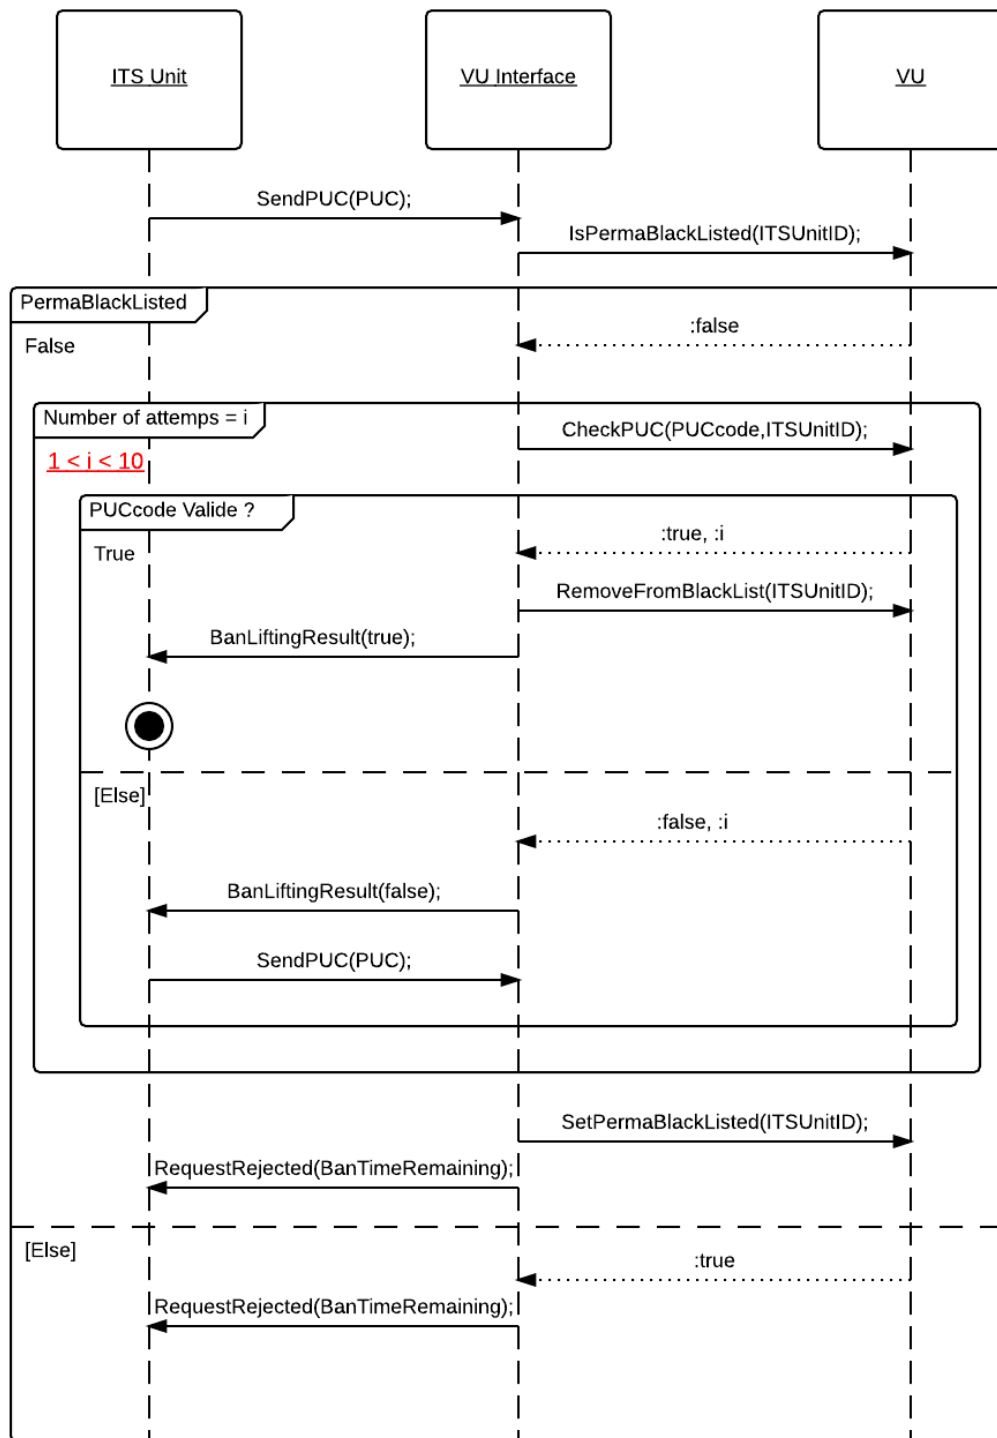 ITS Unit
VU Interface
VU
SendPUC(PUC);
IsPermaBlackListed(ITSUnitID);
PermaBlackListed
False
:false
Number of attemps = i
1 < i < 10
CheckPUC(PUCcode,ITSUnitID);
PUCcode Valide ?
True
:true, :i
RemoveFromBlackList(ITSUnitID);
BanLiftingResult(true);
[Else]
:false, :i
BanLiftingResult(false);
SendPUC(PUC);
SetPermaBlackListed(ITSUnitID);
RequestRejected(BanTimeRemaining);
[Else]
:true
RequestRejected(BanTimeRemaining);